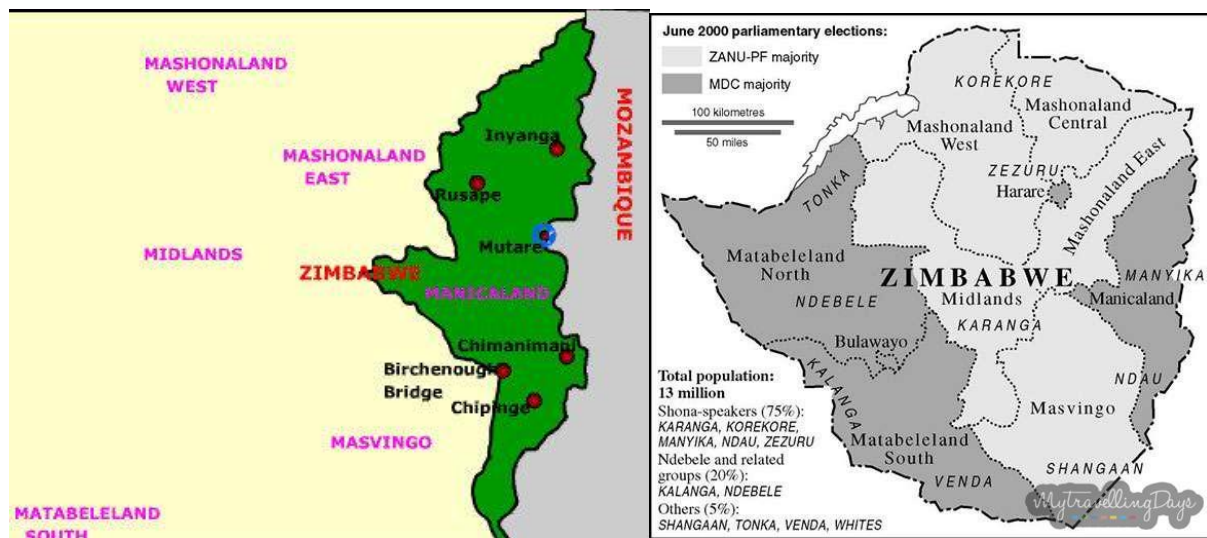 MASHONALAND
WEST
MOZAMBIQUE
Inyanga
MASHONALAND
EAST
Rusape
Mutare
MIDLANDS
ZIMBABWE
MANICALAND
Chimanimani
Birchenough
Bridge
Chipinge
MASVINGO
MATABELELAND
SOUTH
June 2000 parliamentary elections:
ZANU-PF majority
MDC majority
100 kilometres
50 miles
KOREKORE
Mashonaland
Central
Mashonaland
West
ZEZURU
Harare
Mashonaland East
TONKA
Matabeleland
North
ZIMBABWE
MANYIKA
NDEBELE
Midlands
Manicaland
KARANGA
Bulawayo
KALANGA
NDAU
Masvingo
Matabeleland
South
VENDA
SHANGAAN
Total population:
13 million
Shona-speakers (75%):
KARANGA, KOREKORE,
MANYIKA, NDAU, ZEZURU
Ndebele and related
groups (20%):
KALANGA, NDEBELE
Others (5%):
SHANGAAN, TONKA, VENDA, WHITES
MyTravellingDays